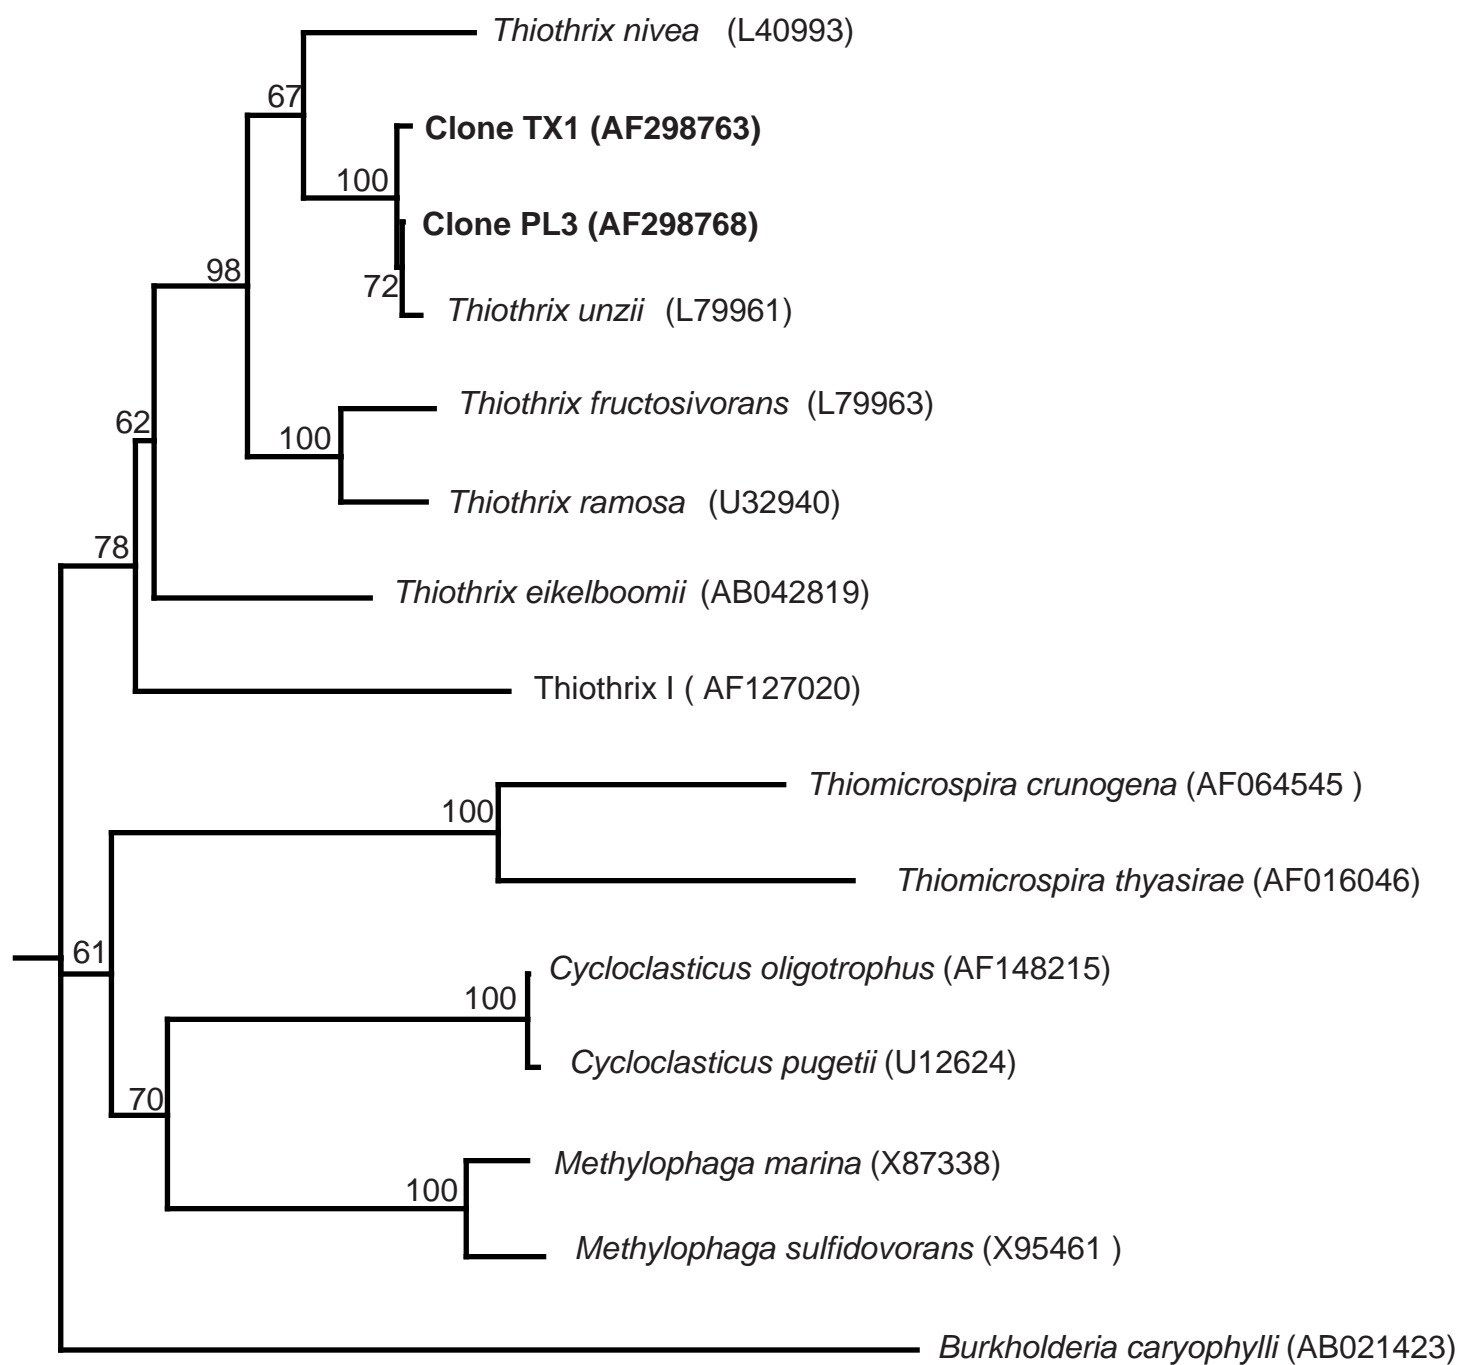 Thiothrix nivea (L40993)
67
Clone TX1 (AF298763)
100
Clone PL3 (AF298768)
98
72
Thiothrix unzii (L79961)
Thiothrix fructosivorans (L79963)
62
100
Thiothrix ramosa (U32940)
78
Thiothrix eikelboomii (AB042819)
Thiothrix I ( AF127020)
Thiomicrospira crunogena (AF064545 )
100
Thiomicrospira thyasirae (AF016046)
61
Cycloclasticus oligotrophus (AF148215)
100
Cycloclasticus pugetii (U12624)
70
Methylophaga marina (X87338)
100
Methylophaga sulfidovorans (X95461 )
Burkholderia caryophylli (AB021423)